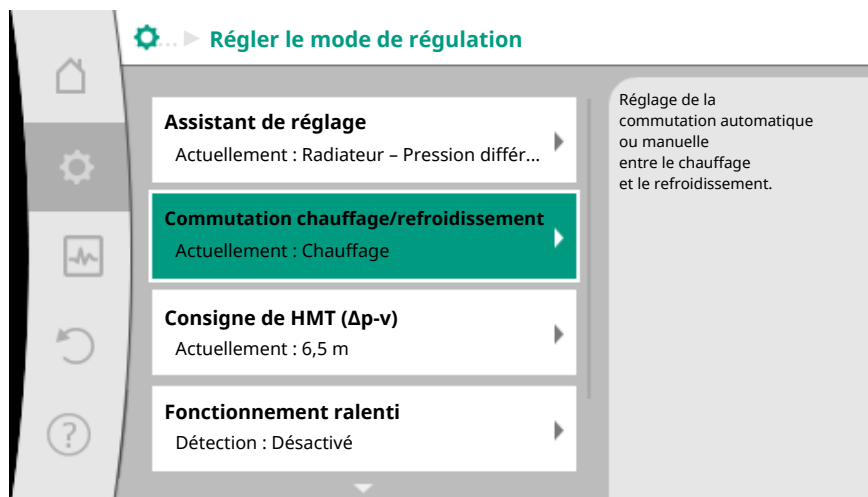 ... Régler le mode de régulation
Assistant de réglage
Actuellement : Radiateur – Pression différ...
Commutation chauffage/refroidissement
Actuellement : Chauffage
Consigne de HMT (Δp-v)
Actuellement : 6,5 m
Fonctionnement ralenti
Détection : Désactivé
Réglage de la
commutation automatique
ou manuelle
entre le chauffage
et le refroidissement.
?